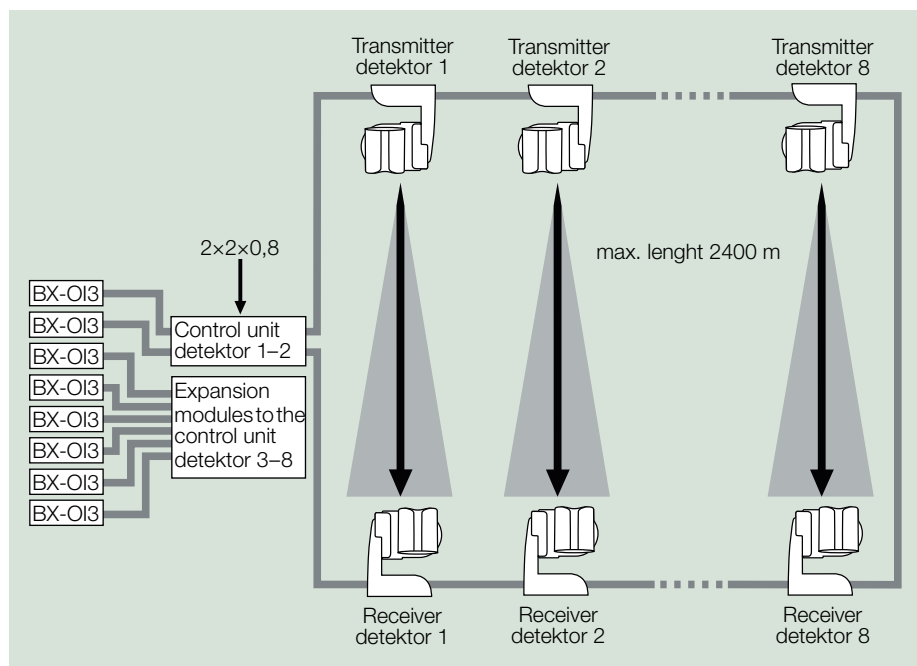 Transmitter
detektor 1
Transmitter
detektor 2
Transmitter
detektor 8
max. lenght 2400 m
2×2×0,8
BX-OI3
BX-OI3
BX-OI3
BX-OI3
BX-OI3
BX-OI3
BX-OI3
BX-OI3
Control unit
detektor 1–2
Expansion
modules to the
control unit
detektor 3–8
Receiver
detektor 1
Receiver
detektor 2
Receiver
detektor 8